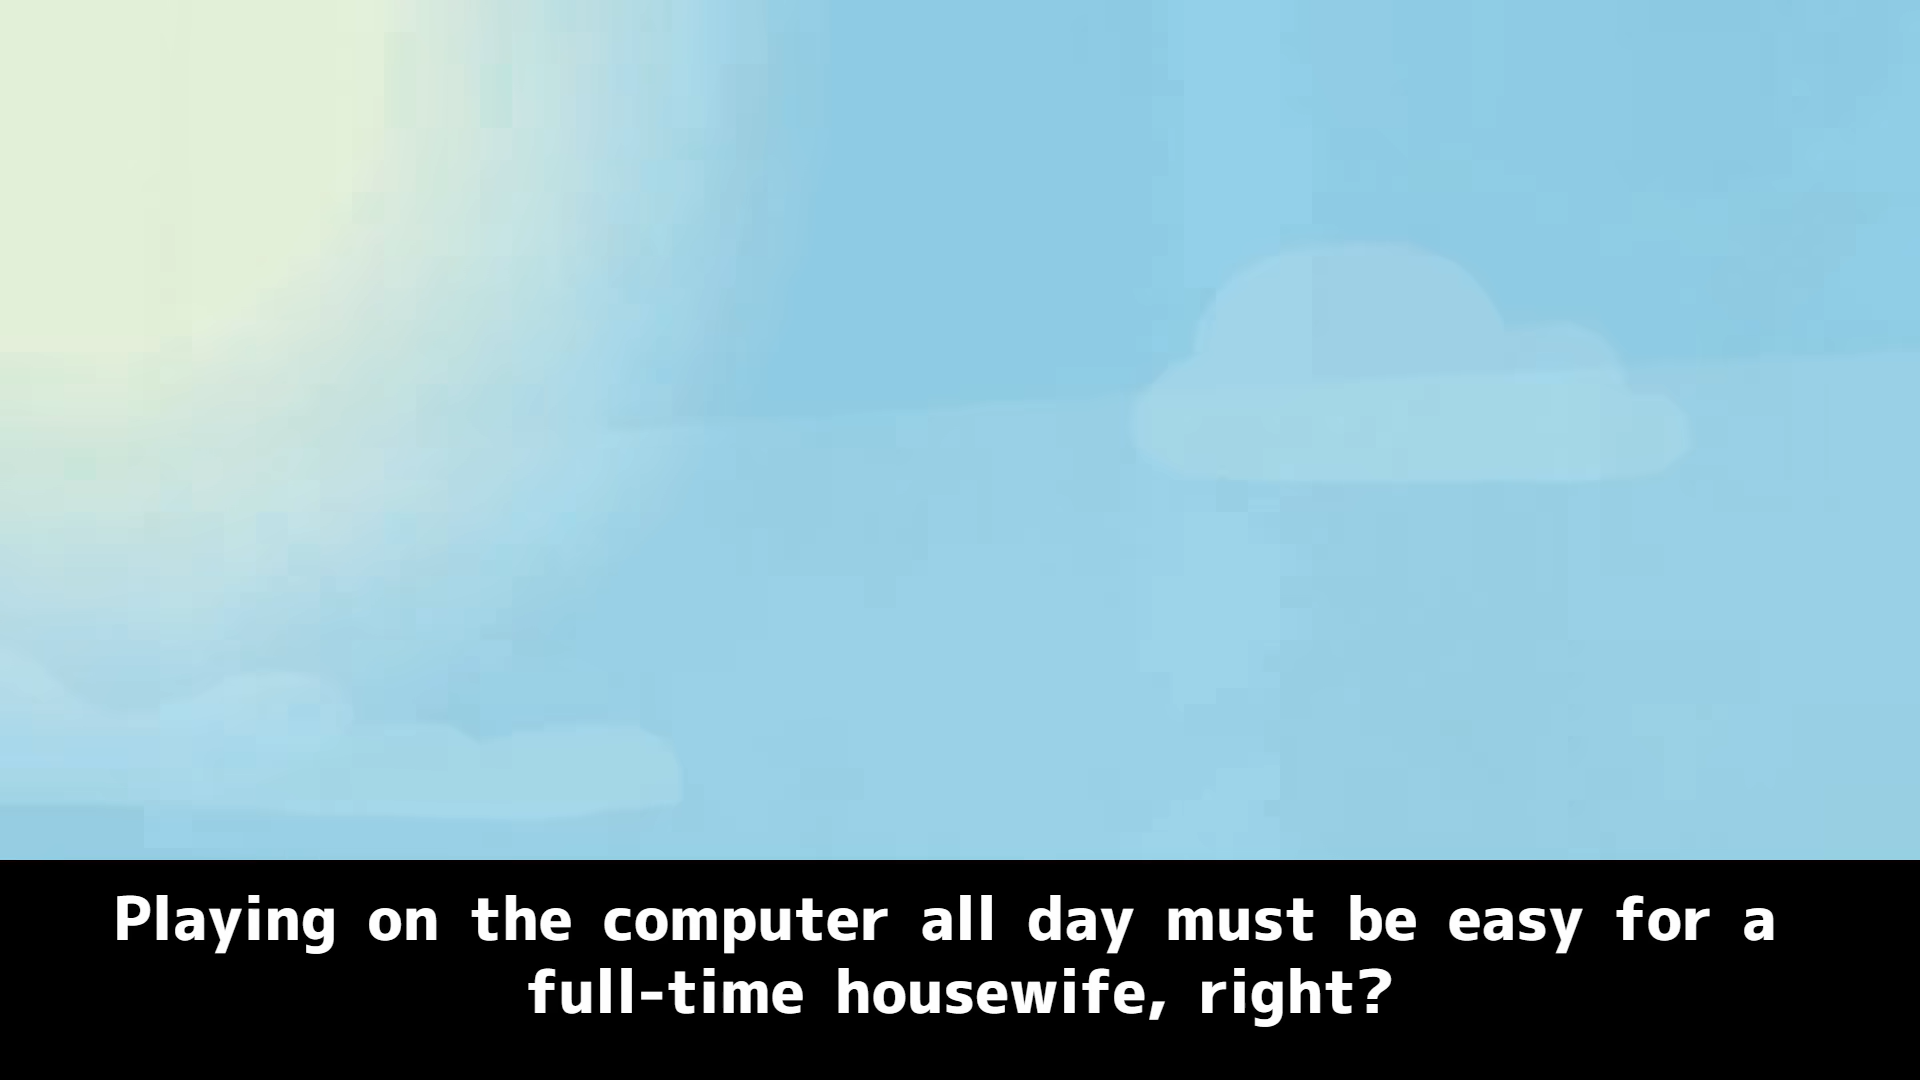 Playing on the computer all day must be easy for a
full-time housewife, right?